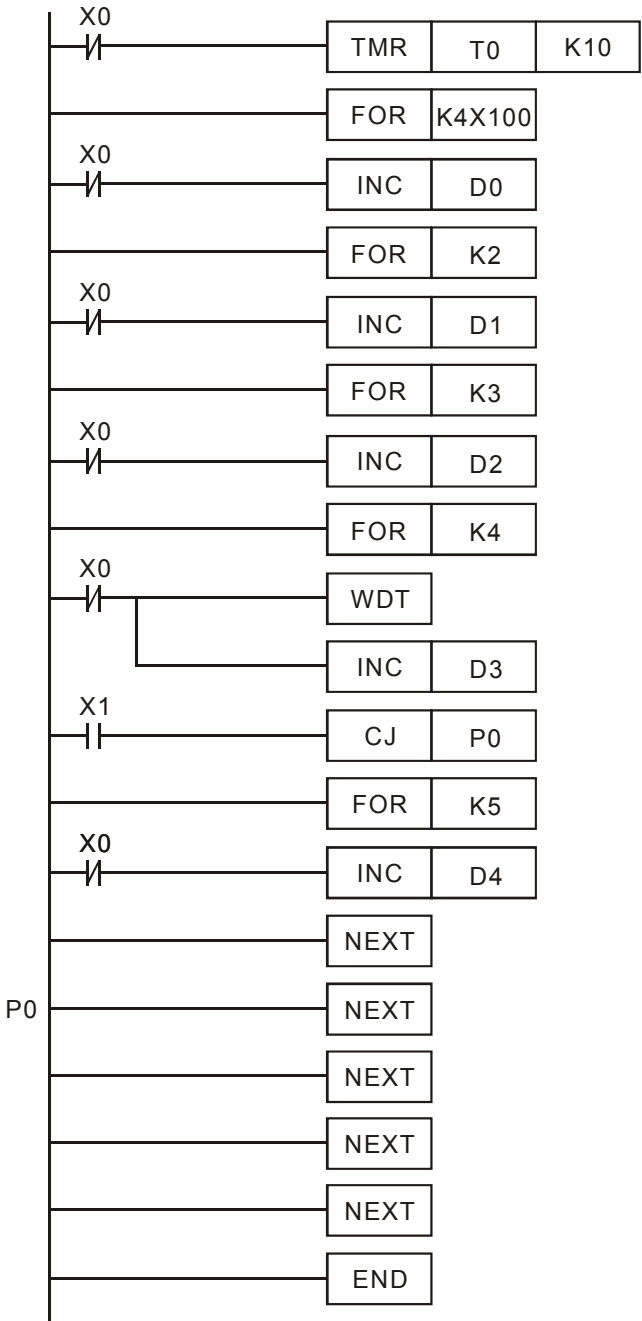 X0
TMR T0 K10
FOR K4X100
X0
INC D0
FOR K2
X0
INC D1
FOR K3
X0
INC D2
FOR K4
X0
WDT
INC D3
X1
CJ P0
FOR K5
X0
INC D4
NEXT
P0 NEXT
NEXT
NEXT
NEXT
END